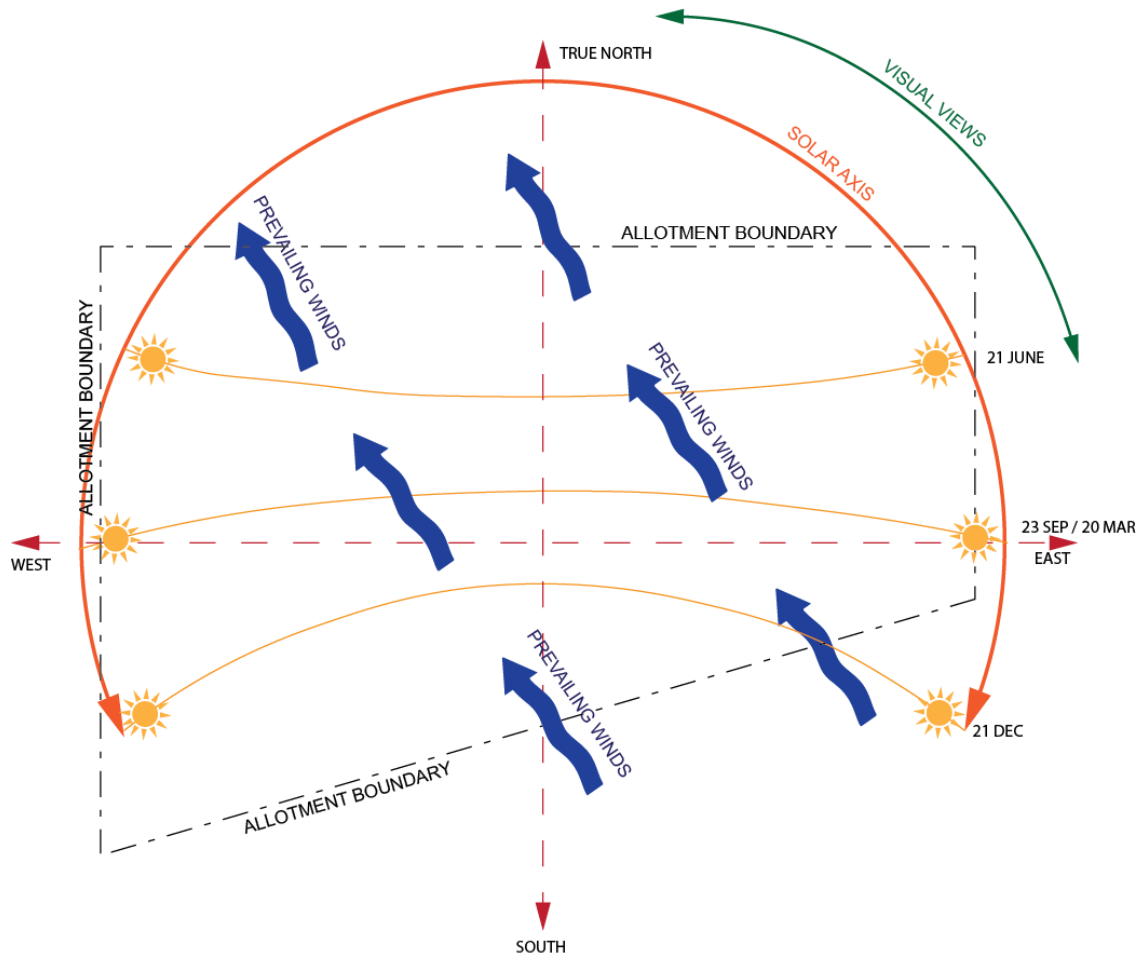 TRUE NORTH
VISUAL VIEWS
SOLAR AXIS
PREVAILING WINDS
ALLOTMENT BOUNDARY
ALLOTMENT BOUNDARY
21 JUNE
PREVAILING WINDS
23 SEP / 20 MAR
WEST
EAST
PREVAILING WINDS
21 DEC
ALLOTMENT BOUNDARY
SOUTH